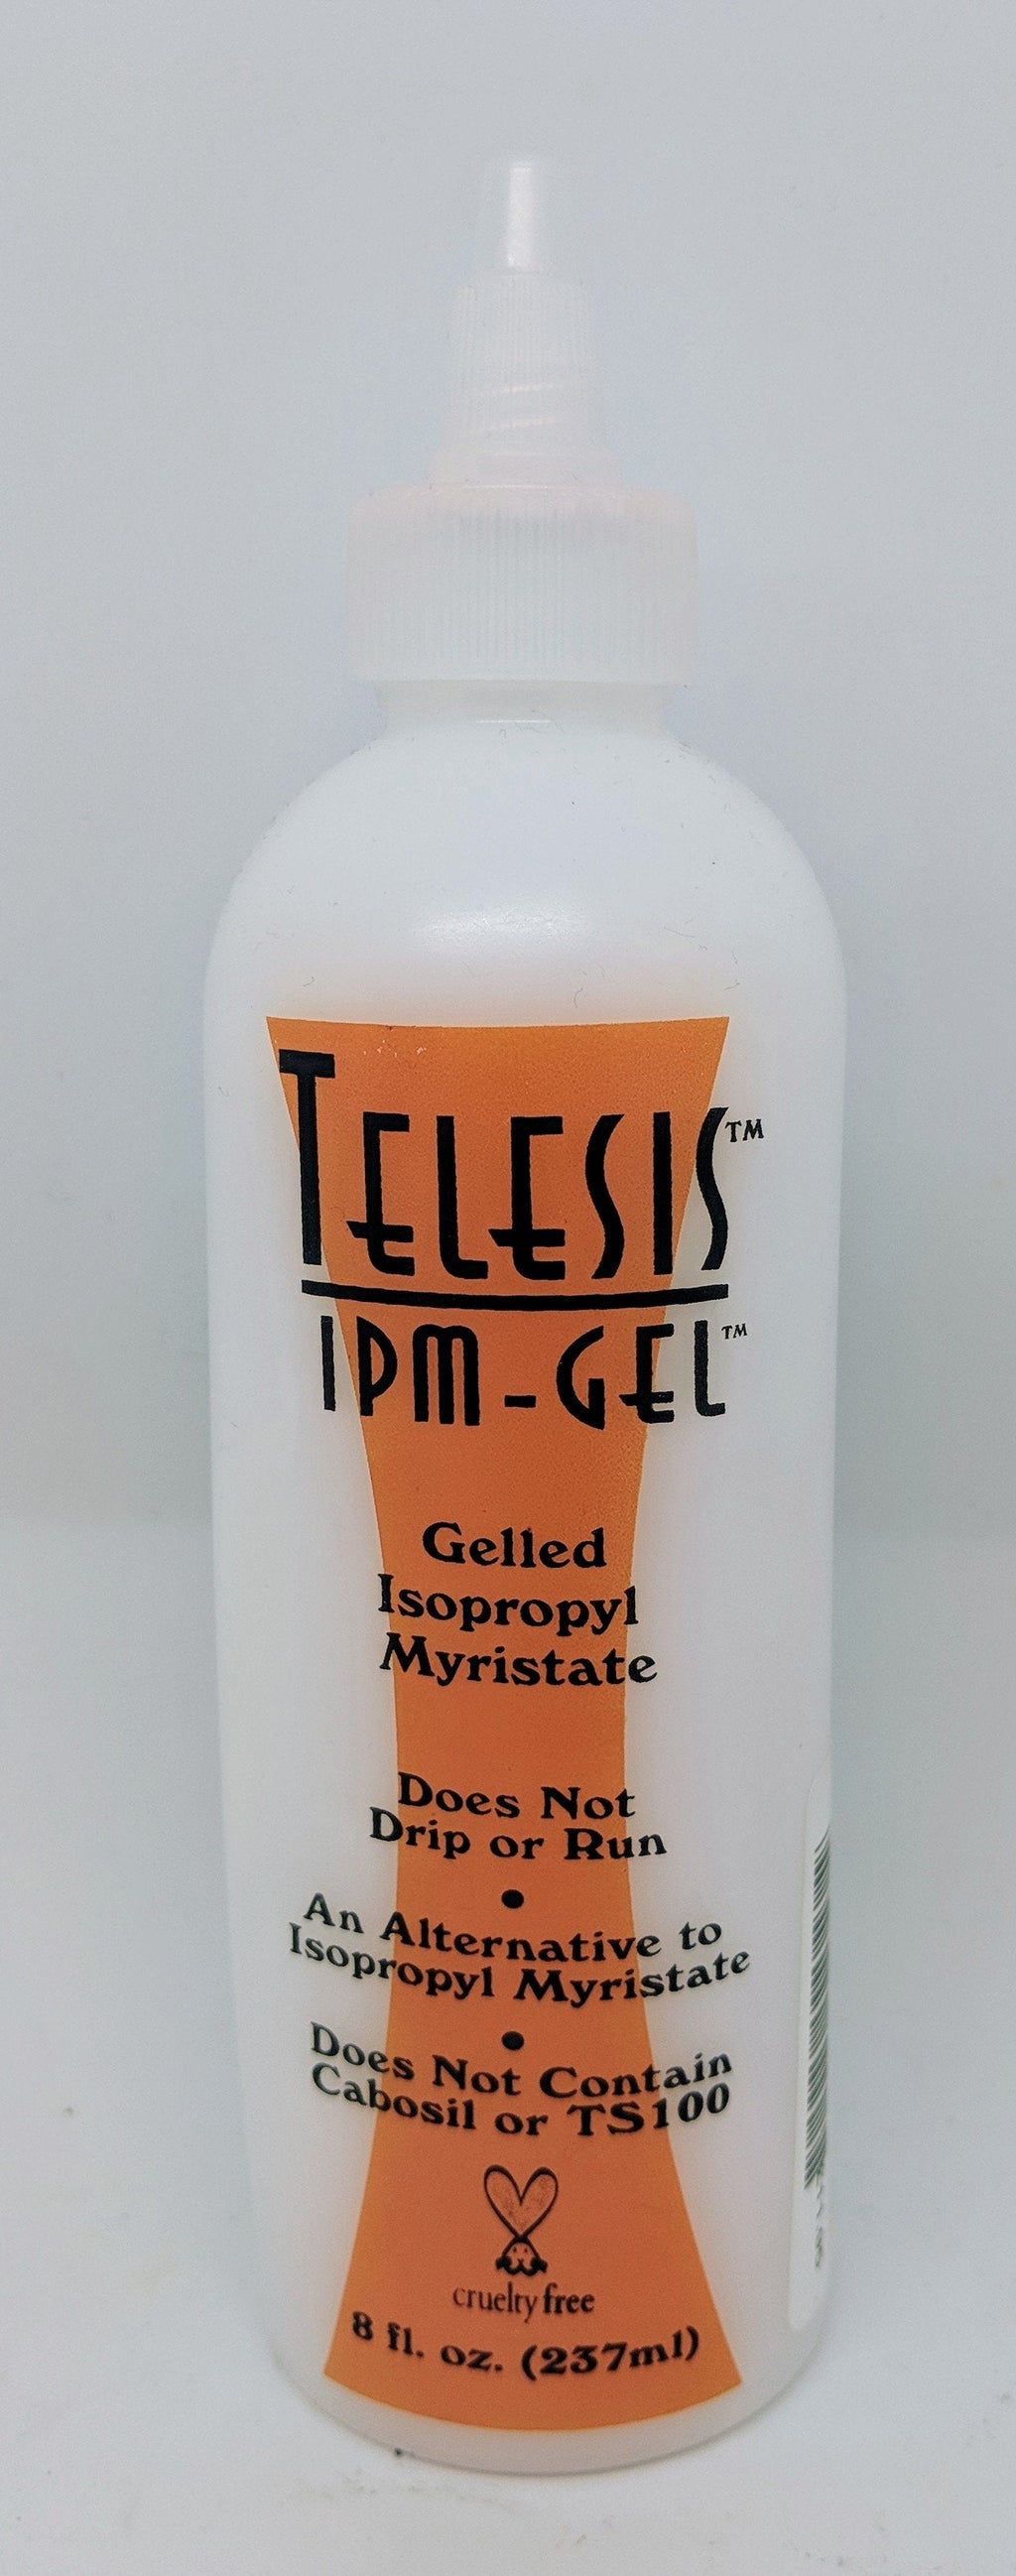 TELESIS™
IPM-GEL™
Gelled
Isopropyl
Myristate
Does Not
Drip or Run
•
An Alternative to
Isopropyl Myristate
•
Does Not Contain
Cabosil or TS100
cruelty free
8 fl. oz. (237ml)